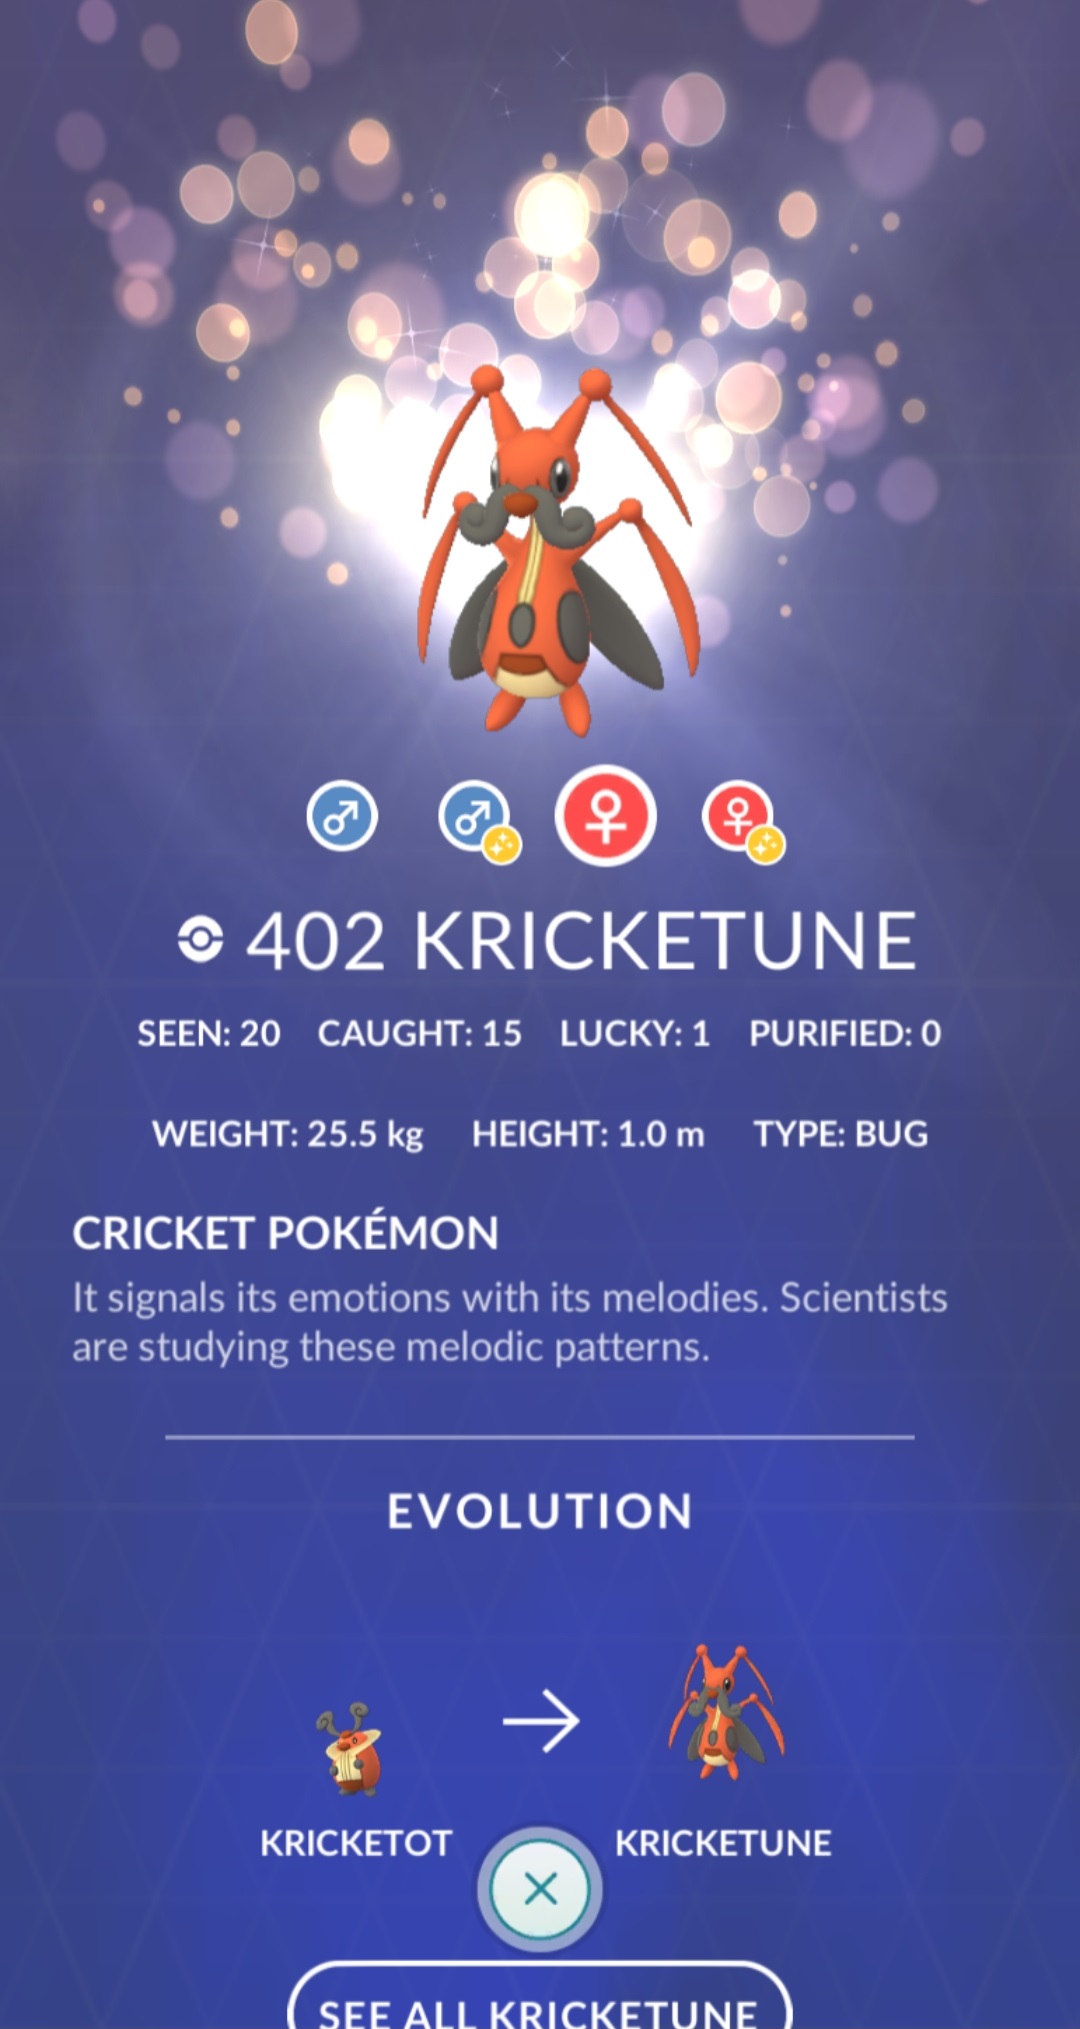 402 KRICKETUNE
SEEN: 20 CAUGHT: 15 LUCKY: 1 PURIFIED: 0
WEIGHT: 25.5 kg HEIGHT: 1.0 m TYPE: BUG
CRICKET POKÉMON
It signals its emotions with its melodies. Scientists
are studying these melodic patterns.
EVOLUTION
KRICKETOT KRICKETUNE
SEE ALL KRICKETUNE